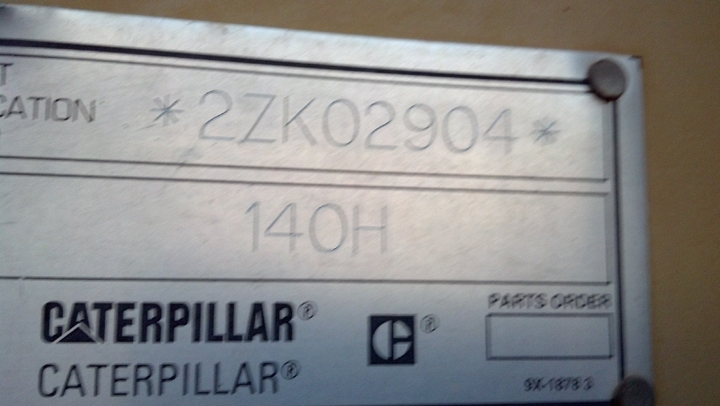 T
CATION *2ZK02904*
140H
CATERPILLAR®
®
PARTS ORDER
CATERPILLAR®
9X-1878 3